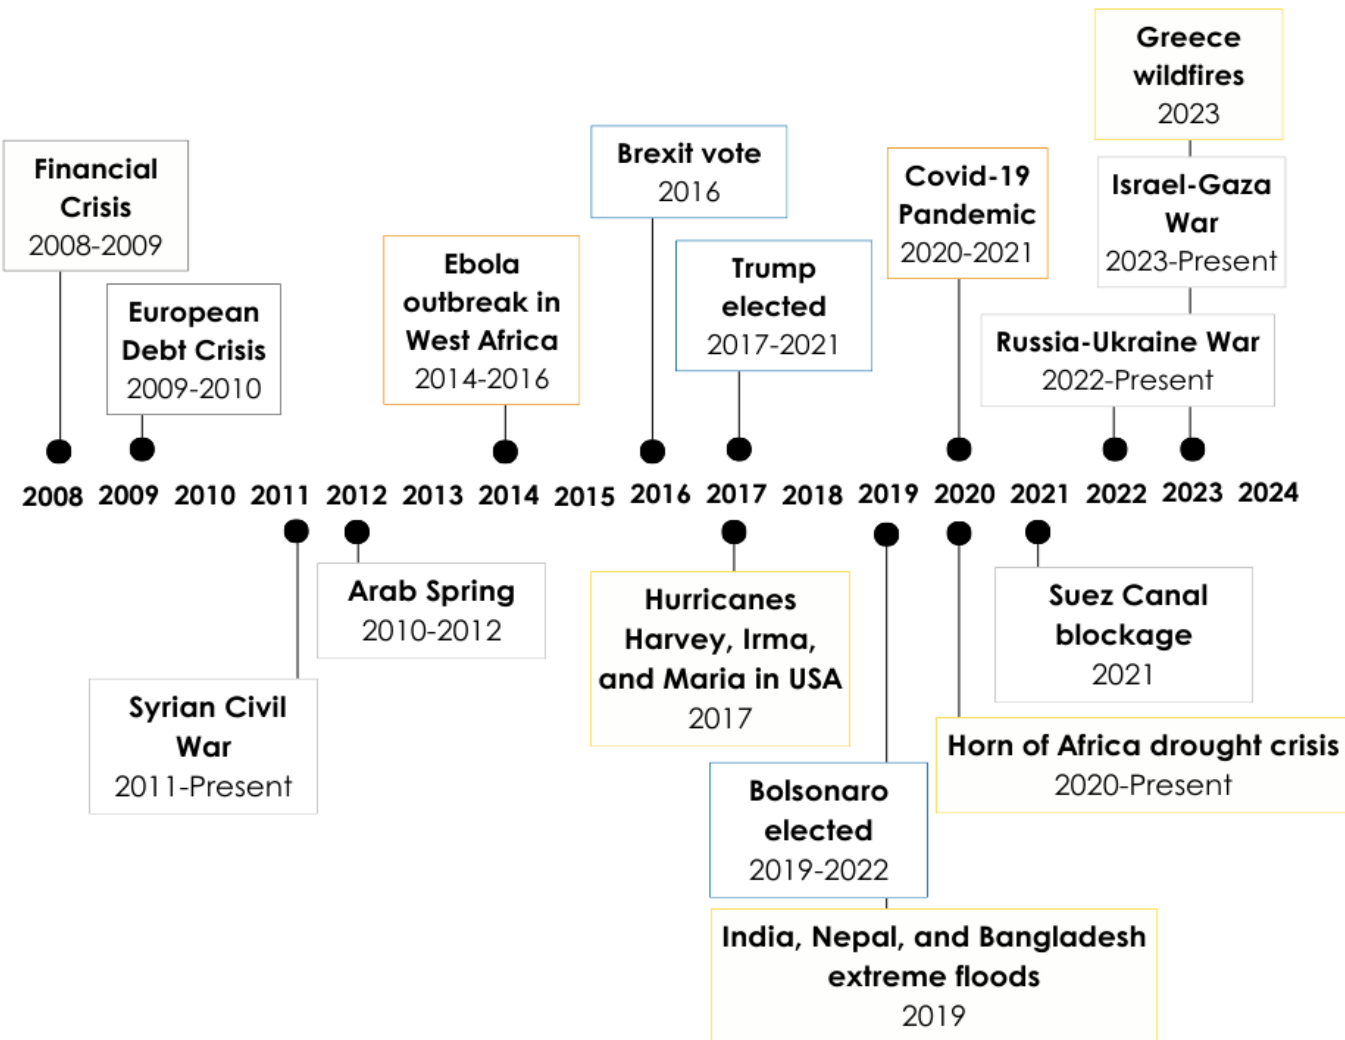 Greece
wildfires
2023
Financial
Crisis
2008-2009
Brexit vote
2016
Covid-19
Pandemic
2020-2021
Israel-Gaza
War
2023-Present
European
Debt Crisis
2009-2010
Ebola
outbreak in
West Africa
2014-2016
Trump
elected
2017-2021
Russia-Ukraine War
2022-Present
2008 2009 2010 2011 2012 2013 2014 2015 2016 2017 2018 2019 2020 2021 2022 2023 2024
Arab Spring
2010-2012
Syrian Civil
War
2011-Present
Hurricanes
Harvey, Irma,
and Maria in USA
2017
Suez Canal
blockage
2021
Horn of Africa drought crisis
2020-Present
Bolsonaro
elected
2019-2022
India, Nepal, and Bangladesh
extreme floods
2019